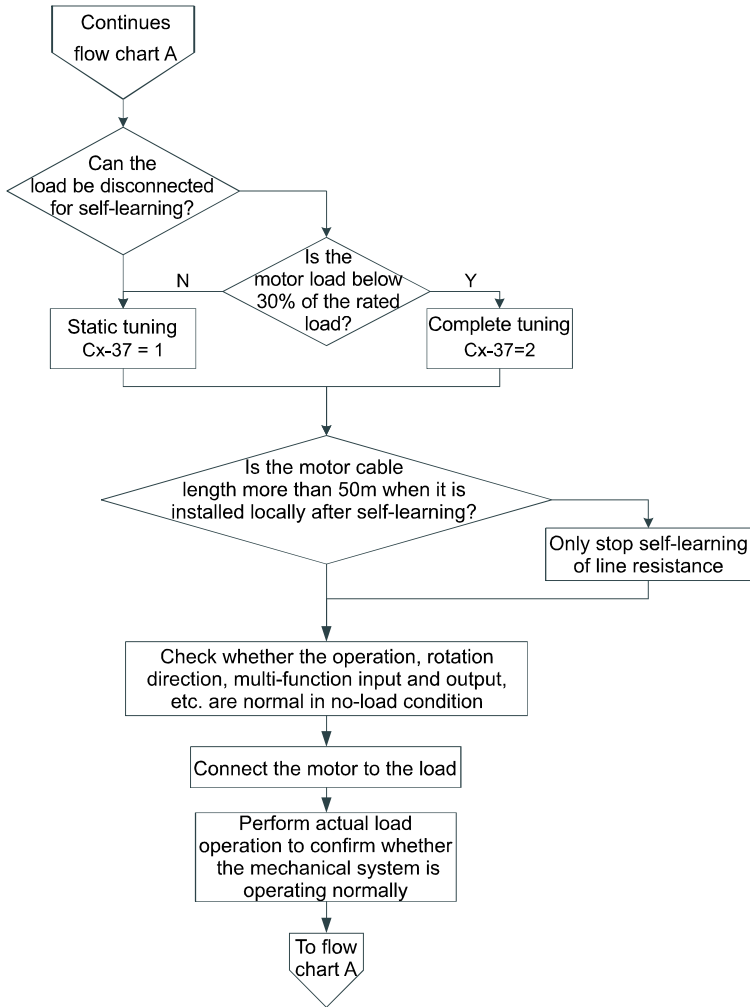 Continues
flow chart A
Can the
load be disconnected
for self-learning?
Is the
motor load below
30% of the rated
load?
N
Y
Static tuning
Cx-37 = 1
Complete tuning
Cx-37=2
Is the motor cable
length more than 50m when it is
installed locally after self-learning?
Only stop self-learning
of line resistance
Check whether the operation, rotation
direction, multi-function input and output,
etc. are normal in no-load condition
Connect the motor to the load
Perform actual load
operation to confirm whether
the mechanical system is
operating normally
To flow
chart A